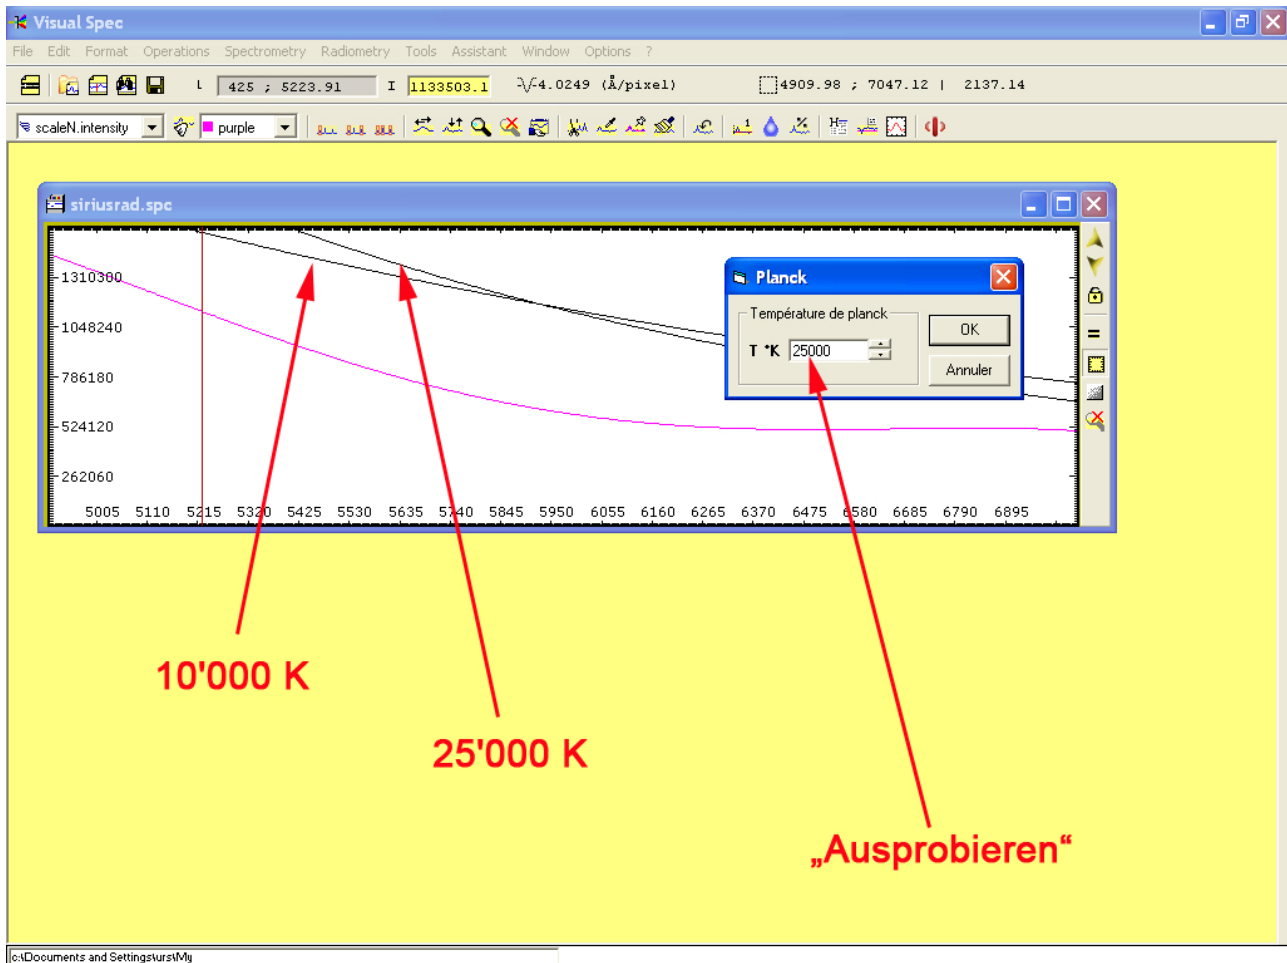 Visual Spec
File Edit Format Operations Spectrometry Radiometry Tools Assistant Window Options ?
L 425 ; 5223.91 I 1133503.1 4.0249 (Å/pixel) 4909.98 ; 7047.12 | 2137.14
scaleN.intensity purple
siriusrad.spc
1310300
1048240
786180
524120
262060
5005 5110 5215 5320 5425 5530 5635 5740 5845 5950 6055 6160 6265 6370 6475 6580 6685 6790 6895
Planck
Température de planck
T °K 25000
OK
Annuler
10'000 K
25'000 K
„Ausprobieren“
c:\Documents and Settings\urs\My